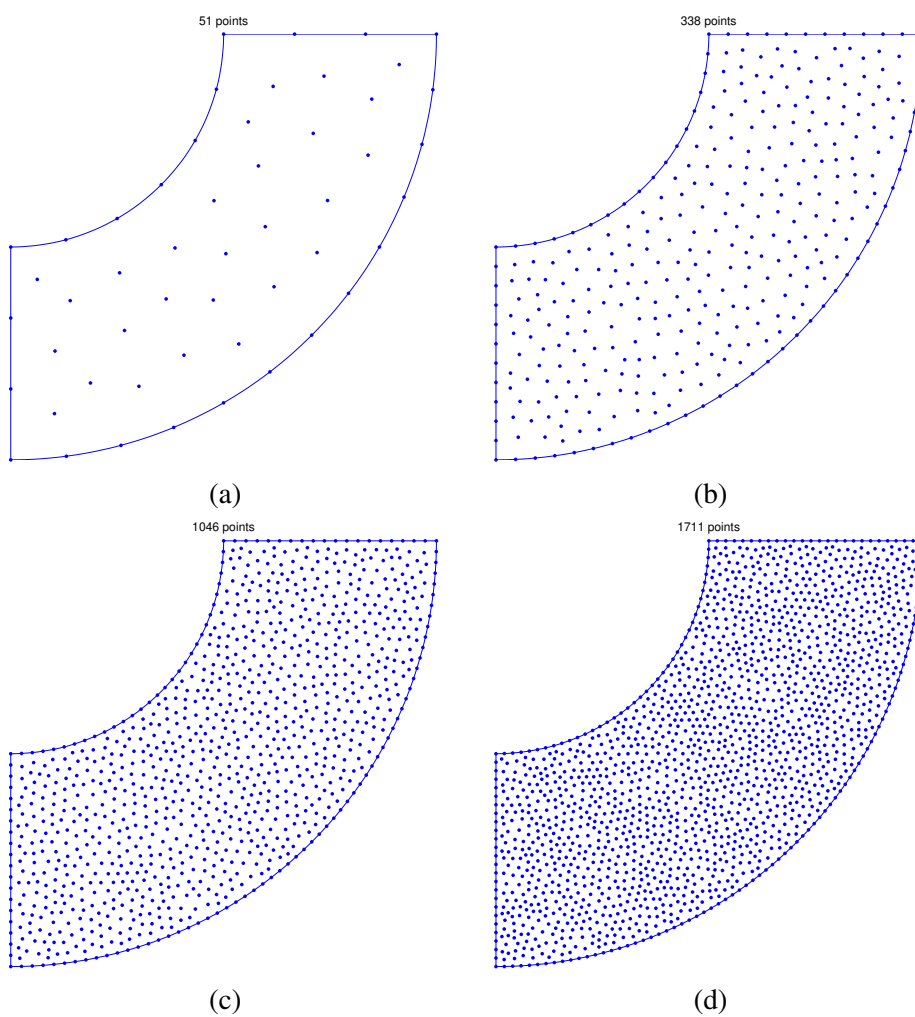 51 points
338 points
(a)
(b)
1046 points
1711 points
(c)
(d)